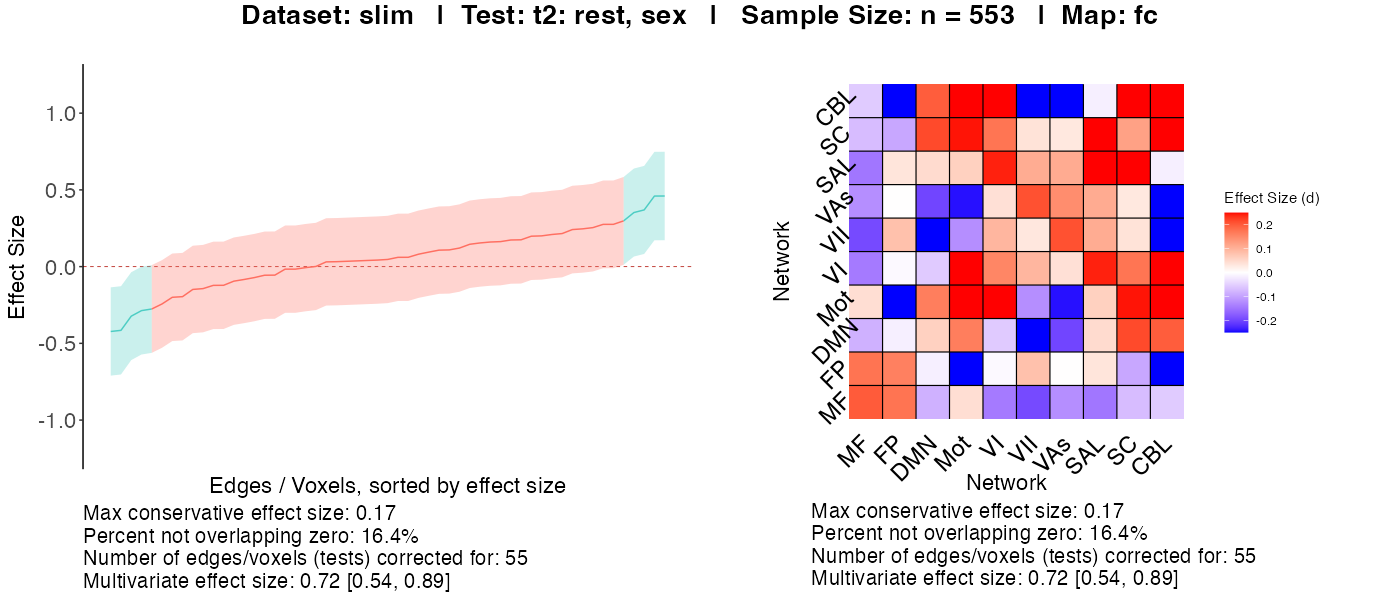 Dataset: slim | Test: t2: rest, sex | Sample Size: n = 553 | Map: fc
Effect Size
1.0
0.5
0.0
-0.5
-1.0
Edges / Voxels, sorted by effect size
Max conservative effect size: 0.17
Percent not overlapping zero: 16.4%
Number of edges/voxels (tests) corrected for: 55
Multivariate effect size: 0.72 [0.54, 0.89]
Network
CBL
SC
SAL
VAs
VII
VI
Mot
DMN
FP
MF
MF FP DMN Mot VI VII VAs SAL SC CBL
Network
Effect Size (d)
0.2
0.1
0.0
-0.1
-0.2
Max conservative effect size: 0.17
Percent not overlapping zero: 16.4%
Number of edges/voxels (tests) corrected for: 55
Multivariate effect size: 0.72 [0.54, 0.89]